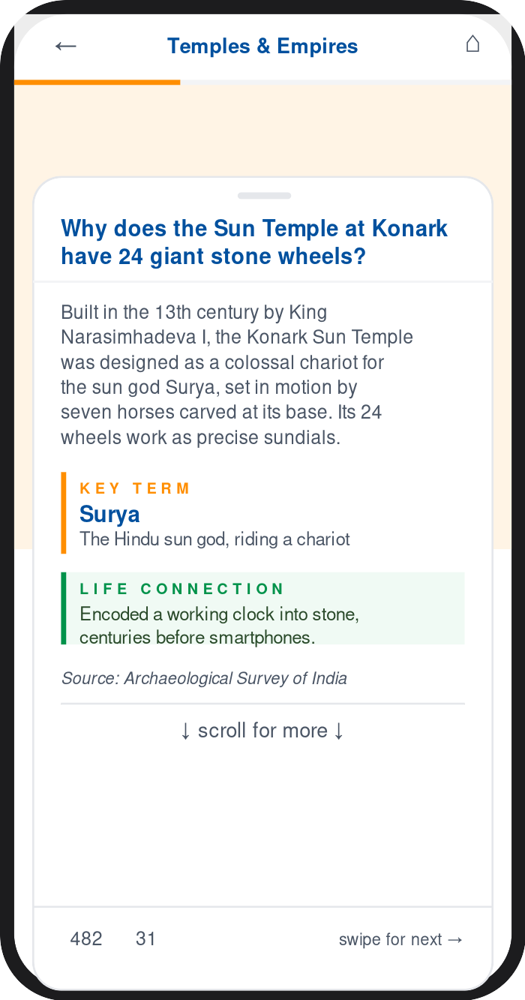 ← Temples & Empires ⌂
Why does the Sun Temple at Konark
have 24 giant stone wheels?
Built in the 13th century by King
Narasimhadeva I, the Konark Sun Temple
was designed as a colossal chariot for
the sun god Surya, set in motion by
seven horses carved at its base. Its 24
wheels work as precise sundials.
KEY TERM
Surya
The Hindu sun god, riding a chariot
LIFE CONNECTION
Encoded a working clock into stone,
centuries before smartphones.
Source: Archaeological Survey of India
↓ scroll for more ↓
482 31 swipe for next →